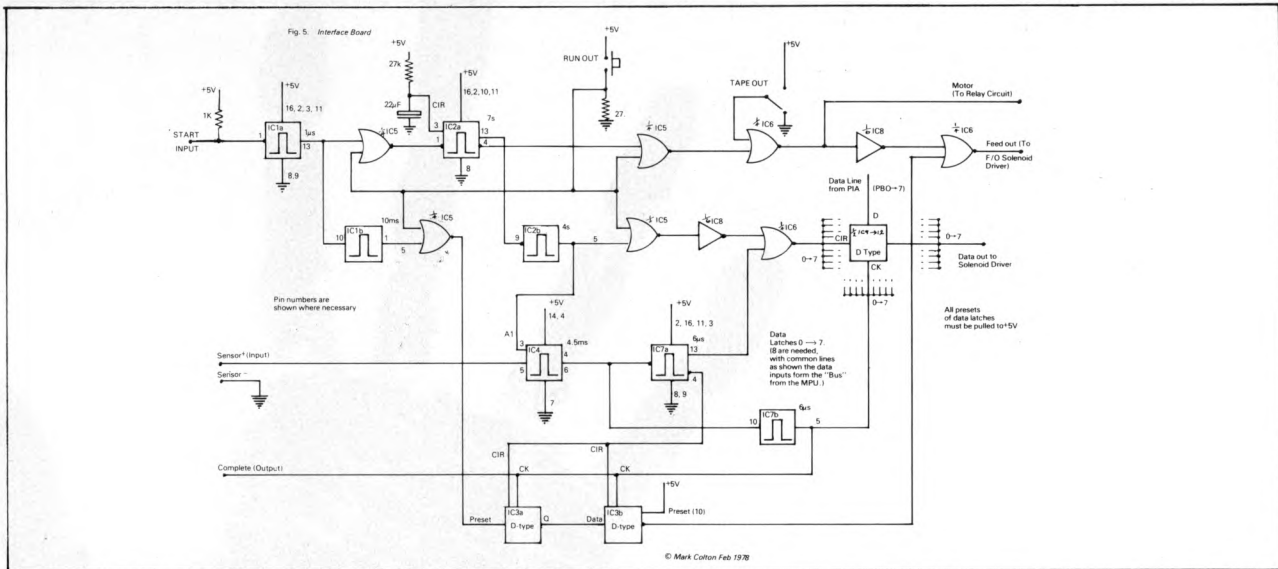 Fig. 5. Interface Board
+5V
1K
START
INPUT
1
+5V
16, 2, 3, 11
IC1a
1µs
13
8,9
+5V
27k
22µF
CIR
+5V
16,2,10,11
3
IC2a
7s
13
4
1
8
IC5
+5V
RUN OUT
27.
IC5
TAPE OUT
+5V
IC6
Motor
(To Relay Circuit)
IC8
IC6
Feed out (To
F/O Solenoid
Driver)
10
IC1b
10ms
1
5
IC5
9
IC2b
4s
5
IC5
IC8
IC6
Data Line
from PIA
(PBO→7)
D
CIR
0→7
IC9→12
D Type
CK
0→7
0→7
Data out to
Solenoid Driver
Pin numbers are
shown where necessary
All presets
of data latches
must be pulled to+5V
Data
Latches 0 → 7.
(8 are needed,
with common lines
as shown the data
inputs form the "Bus"
from the MPU.)
Sensor+ (Input)
Sensor -
A1
3
5
+5V
14, 4
IC4
4.5ms
4
6
7
+5V
2, 16, 11, 3
IC7a
6µs
13
4
8, 9
10
IC7b
6µs
5
Complete (Output)
CIR
CIR
CK
CK
Preset
IC3a
D-type
Q
Data
IC3b
D-type
+5V
Preset (10)
© Mark Colton Feb 1978